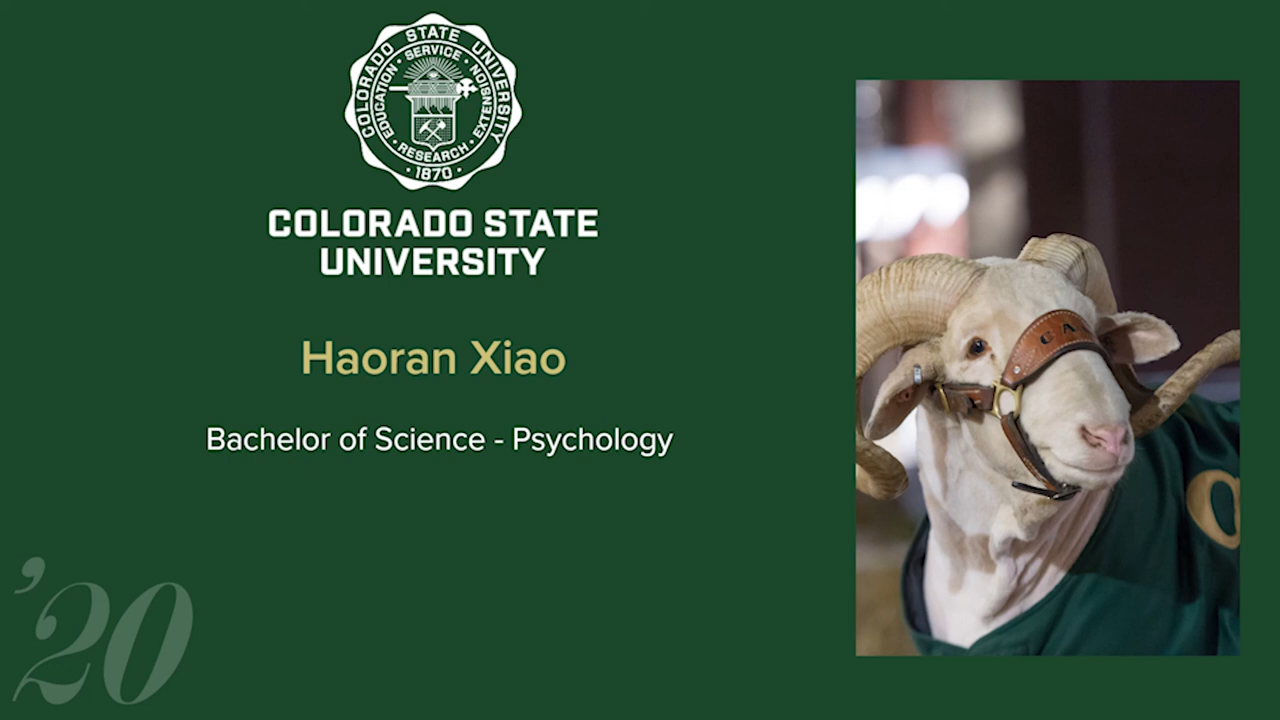 COLORADO STATE UNIVERSITY
EDUCATION • SERVICE • EXTENSION
• RESEARCH •
• 1870 •
COLORADO STATE
UNIVERSITY
Haoran Xiao
Bachelor of Science - Psychology
’20